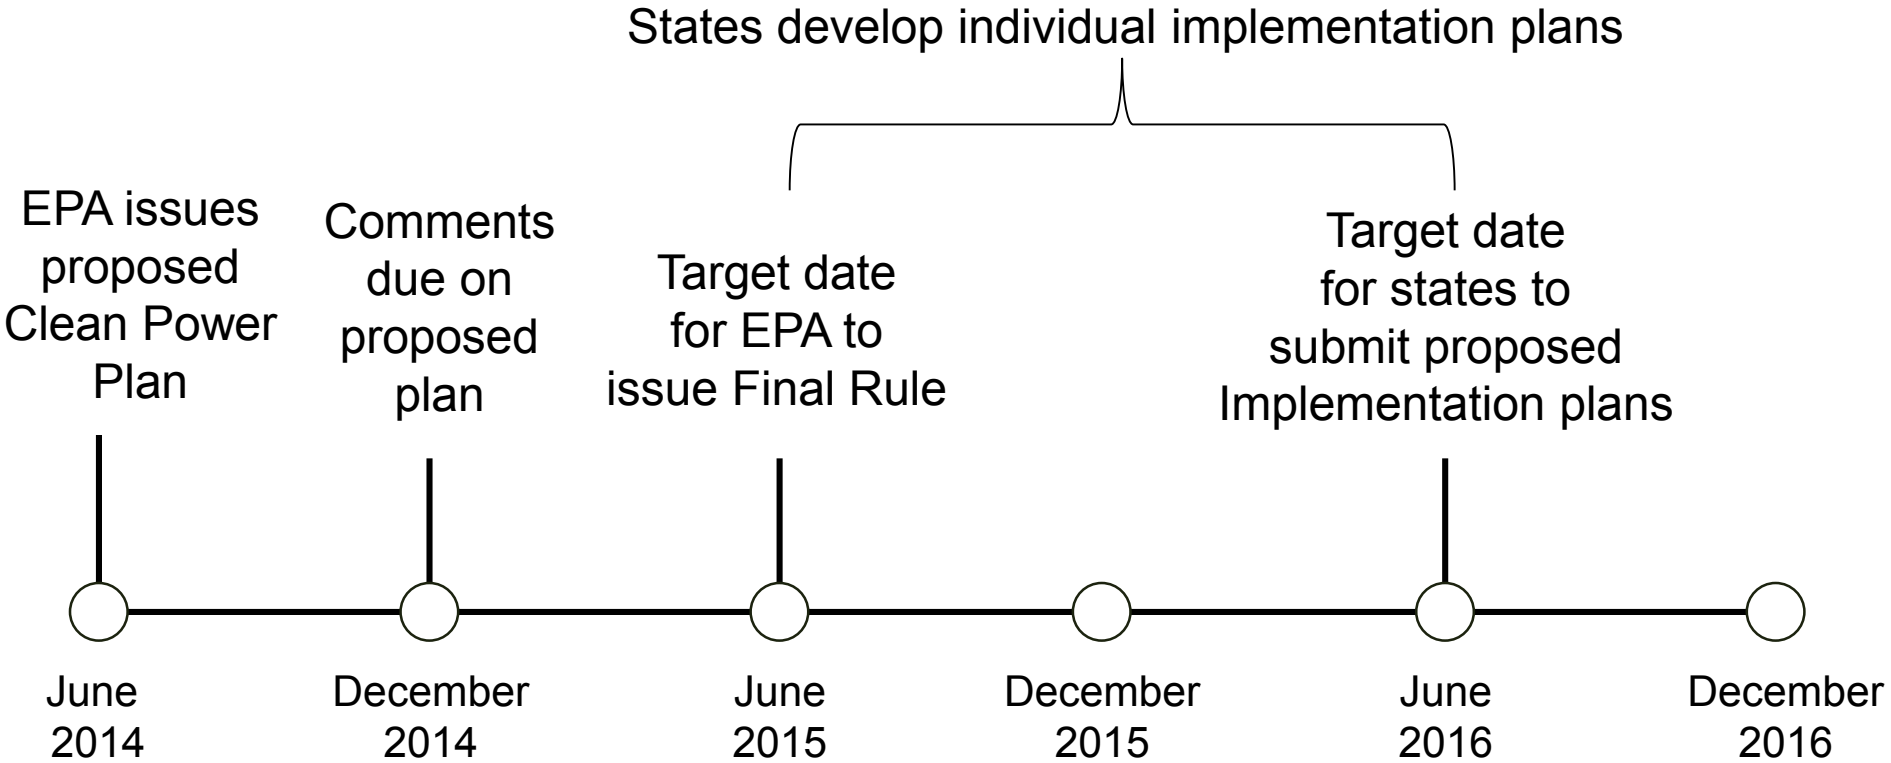 States develop individual implementation plans
EPA issues
proposed
Clean Power
Plan
Comments
due on
proposed
plan
Target date
for EPA to
issue Final Rule
Target date
for states to
submit proposed
Implementation plans
June
2014
December
2014
June
2015
December
2015
June
2016
December
2016